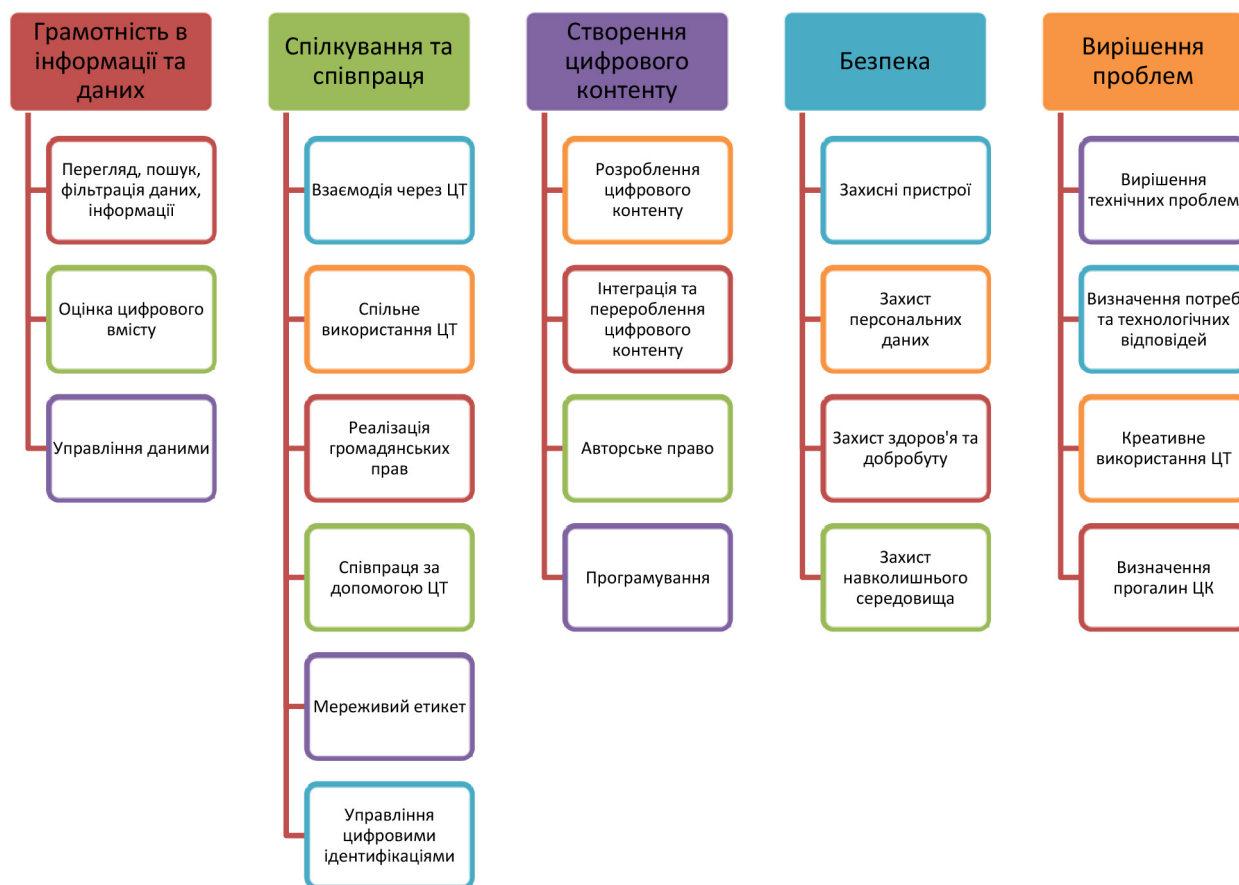 Грамотність в
інформації та
даних
Перегляд, пошук,
фільтрація даних,
інформації
Оцінка цифрового
вмісту
Управління даними
Спілкування та
співпраця
Взаємодія через ЦТ
Спільне
використання ЦТ
Реалізація
громадянських
прав
Співпраця за
допомогою ЦТ
Мереживий етикет
Управління
цифровими
ідентифікаціями
Створення
цифрового
контенту
Розроблення
цифрового
контенту
Інтеграція та
перероблення
цифрового
контенту
Авторське право
Програмування
Безпека
Захисні пристрої
Захист
персональних
даних
Захист здоров'я та
добробуту
Захист
навколишнього
середовища
Вирішення
проблем
Вирішення
технічних проблем
Визначення потреб
та технологічних
відповідей
Креативне
використання ЦТ
Визначення
прогалин ЦК